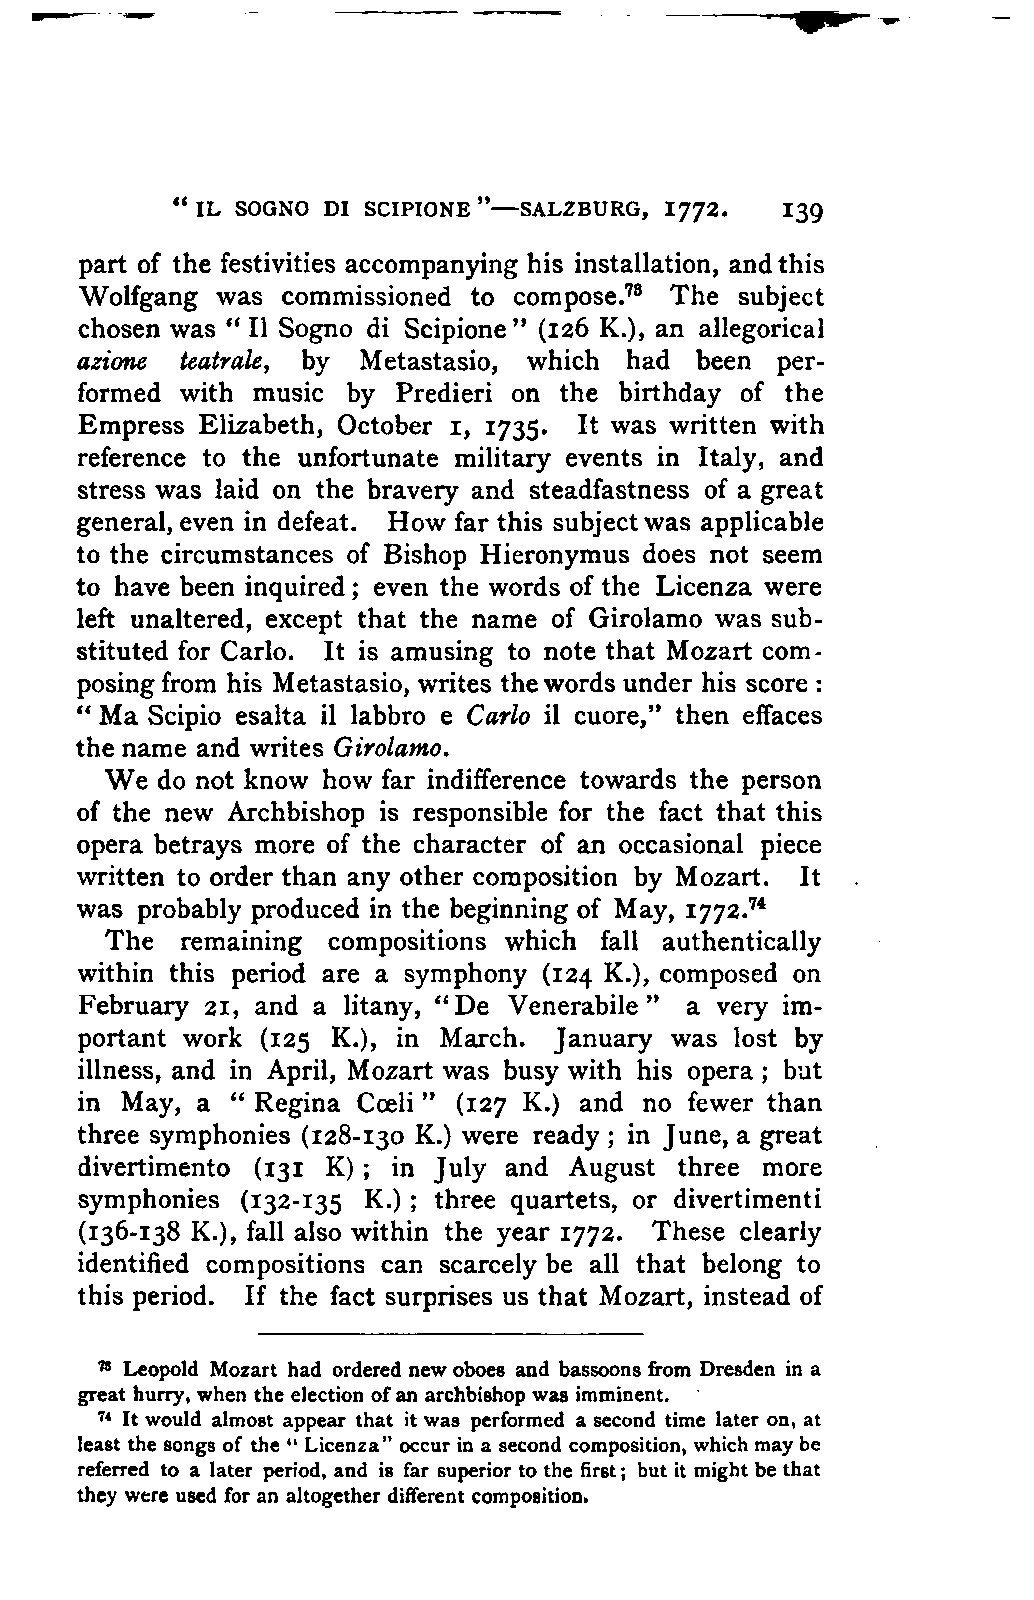 “ IL SOGNO DI SCIPIONE ”—SALZBURG, 1772. 139
part of the festivities accompanying his installation, and this
Wolfgang was commissioned to compose.⁷³ The subject
chosen was “ Il Sogno di Scipione ” (126 K.), an allegorical
azione teatrale, by Metastasio, which had been per-
formed with music by Predieri on the birthday of the
Empress Elizabeth, October 1, 1735. It was written with
reference to the unfortunate military events in Italy, and
stress was laid on the bravery and steadfastness of a great
general, even in defeat. How far this subject was applicable
to the circumstances of Bishop Hieronymus does not seem
to have been inquired ; even the words of the Licenza were
left unaltered, except that the name of Girolamo was sub-
stituted for Carlo. It is amusing to note that Mozart com-
posing from his Metastasio, writes the words under his score :
“ Ma Scipio esalta il labbro e Carlo il cuore,” then effaces
the name and writes Girolamo.
We do not know how far indifference towards the person
of the new Archbishop is responsible for the fact that this
opera betrays more of the character of an occasional piece
written to order than any other composition by Mozart. It
was probably produced in the beginning of May, 1772.⁷⁴
The remaining compositions which fall authentically
within this period are a symphony (124 K.), composed on
February 21, and a litany, “ De Venerabile ” a very im-
portant work (125 K.), in March. January was lost by
illness, and in April, Mozart was busy with his opera ; but
in May, a “ Regina Cœli ” (127 K.) and no fewer than
three symphonies (128-130 K.) were ready ; in June, a great
divertimento (131 K) ; in July and August three more
symphonies (132-135 K.) ; three quartets, or divertimenti
(136-138 K.), fall also within the year 1772. These clearly
identified compositions can scarcely be all that belong to
this period. If the fact surprises us that Mozart, instead of
⁷³ Leopold Mozart had ordered new oboes and bassoons from Dresden in a
great hurry, when the election of an archbishop was imminent.
⁷⁴ It would almost appear that it was performed a second time later on, at
least the songs of the “ Licenza” occur in a second composition, which may be
referred to a later period, and is far superior to the first ; but it might be that
they were used for an altogether different composition.